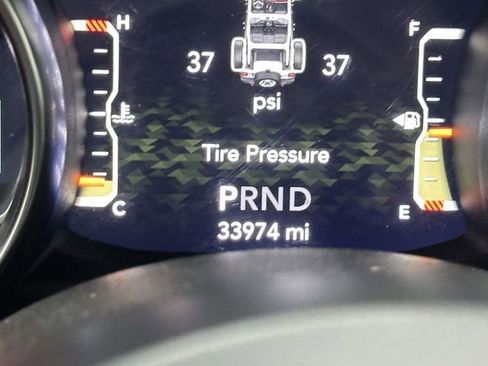 H F
37 37
psi
Tire Pressure
PRND
C E
33974 mi